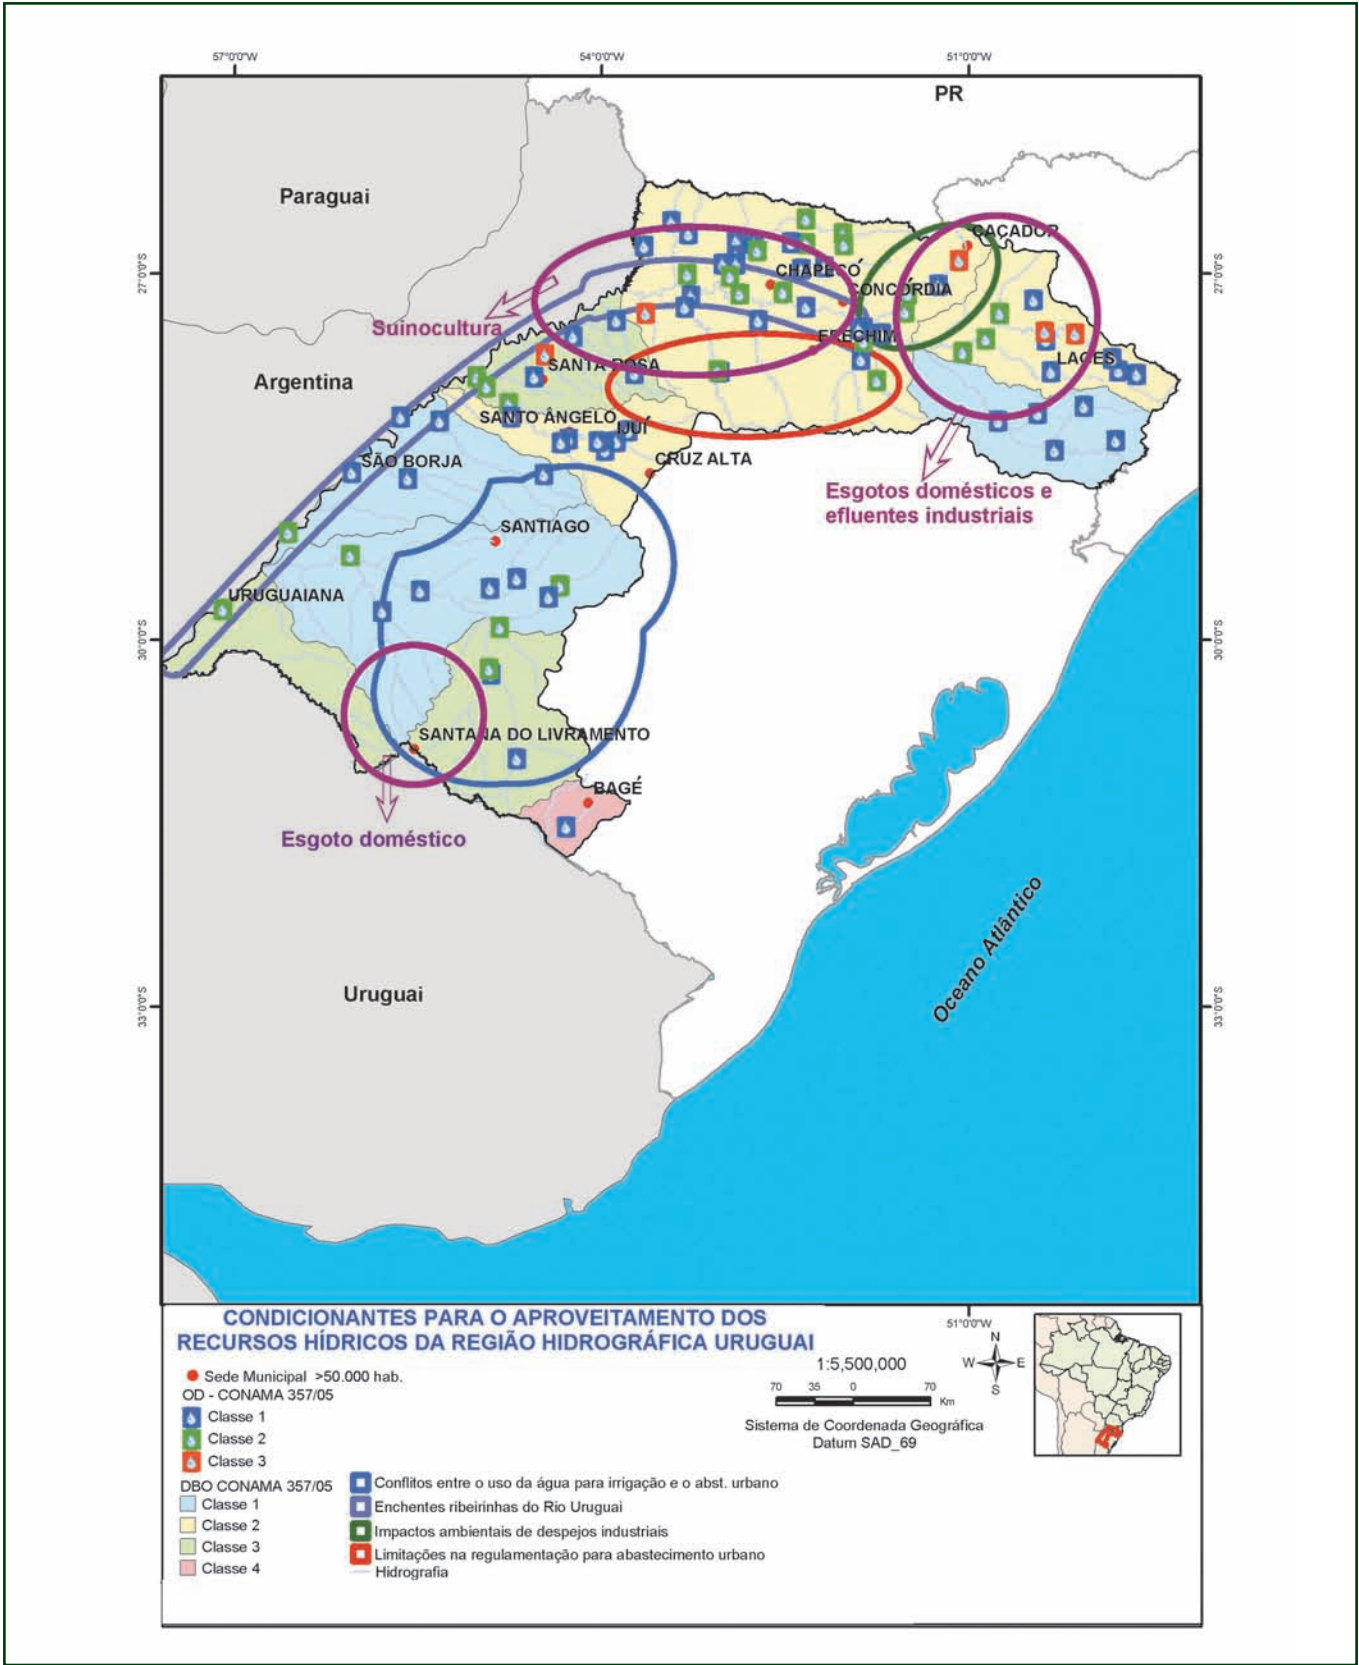 57°0'0"W
54°0'0"W
51°0'0"W
PR
Paraguai
CAÇADOR
27°0'0"S
27°0'0"S
CHAPECÓ
CONCÓRDIA
Suinocultura
ERECHIM
LAGES
SANTA ROSA
Argentina
SANTO ÂNGELO
IJUÍ
CRUZ ALTA
SÃO BORJA
Esgotos domésticos e
efluentes industriais
SANTIAGO
URUGUAIANA
30°0'0"S
30°0'0"S
SANTANA DO LIVRAMENTO
BAGÉ
Esgoto doméstico
Oceano Atlântico
Uruguai
33°0'0"S
33°0'0"S
CONDICIONANTES PARA O APROVEITAMENTO DOS
RECURSOS HÍDRICOS DA REGIÃO HIDROGRÁFICA URUGUAI
51°0'0"W
N
W E
S
1:5,500,000
70 35 0 70
Km
Sistema de Coordenada Geográfica
Datum SAD_69
Sede Municipal >50.000 hab.
OD - CONAMA 357/05
Classe 1
Classe 2
Classe 3
DBO CONAMA 357/05
Classe 1
Classe 2
Classe 3
Classe 4
Conflitos entre o uso da água para irrigação e o abst. urbano
Enchentes ribeirinhas do Rio Uruguai
Impactos ambientais de despejos industriais
Limitações na regulamentação para abastecimento urbano
Hidrografia